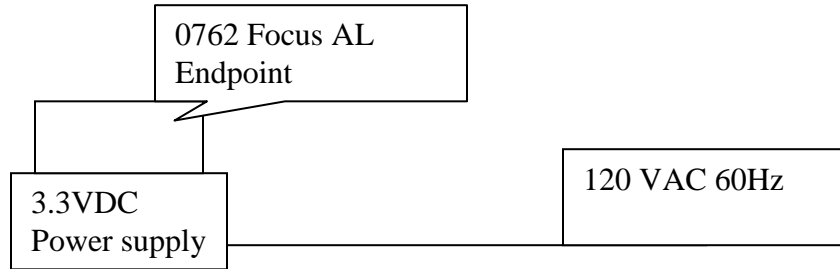 0762 Focus AL
Endpoint
120 VAC 60Hz
3.3VDC
Power supply